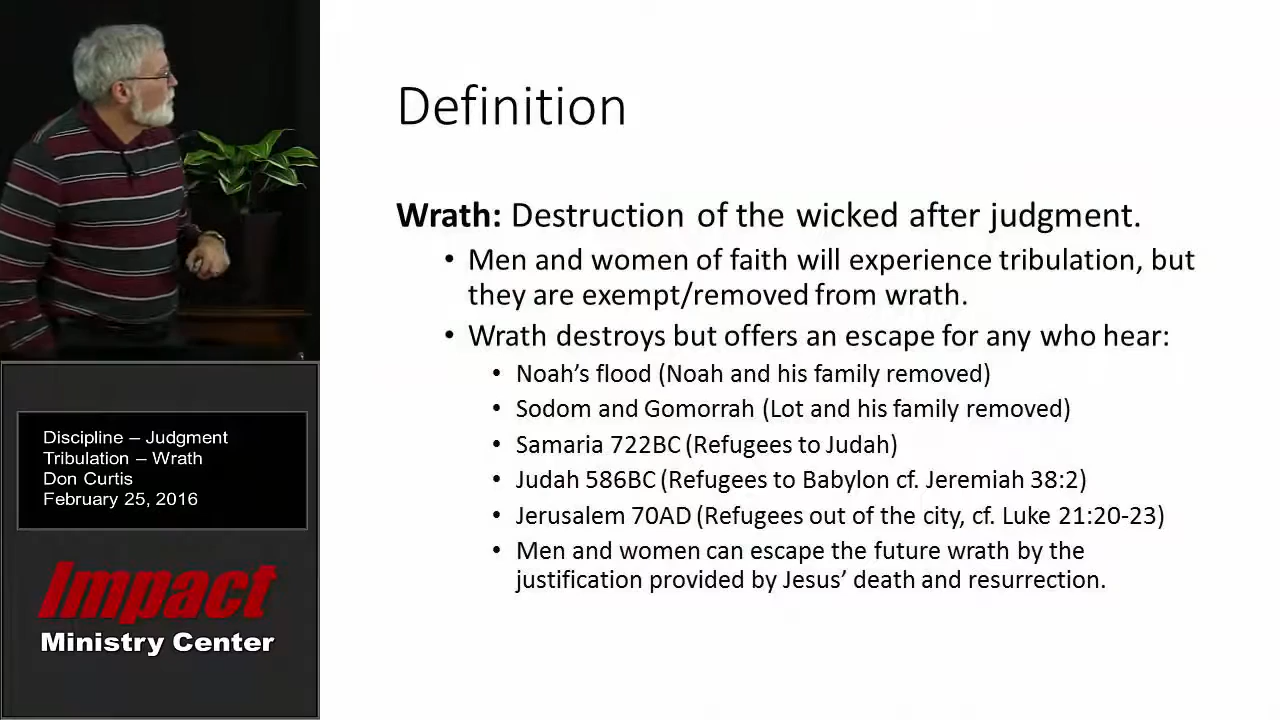 Definition
Wrath: Destruction of the wicked after judgment.
• Men and women of faith will experience tribulation, but
they are exempt/removed from wrath.
• Wrath destroys but offers an escape for any who hear:
• Noah’s flood (Noah and his family removed)
• Sodom and Gomorrah (Lot and his family removed)
• Samaria 722BC (Refugees to Judah)
• Judah 586BC (Refugees to Babylon cf. Jeremiah 38:2)
• Jerusalem 70AD (Refugees out of the city, cf. Luke 21:20-23)
• Men and women can escape the future wrath by the
justification provided by Jesus’ death and resurrection.
Discipline – Judgment
Tribulation – Wrath
Don Curtis
February 25, 2016
Impact
Ministry Center